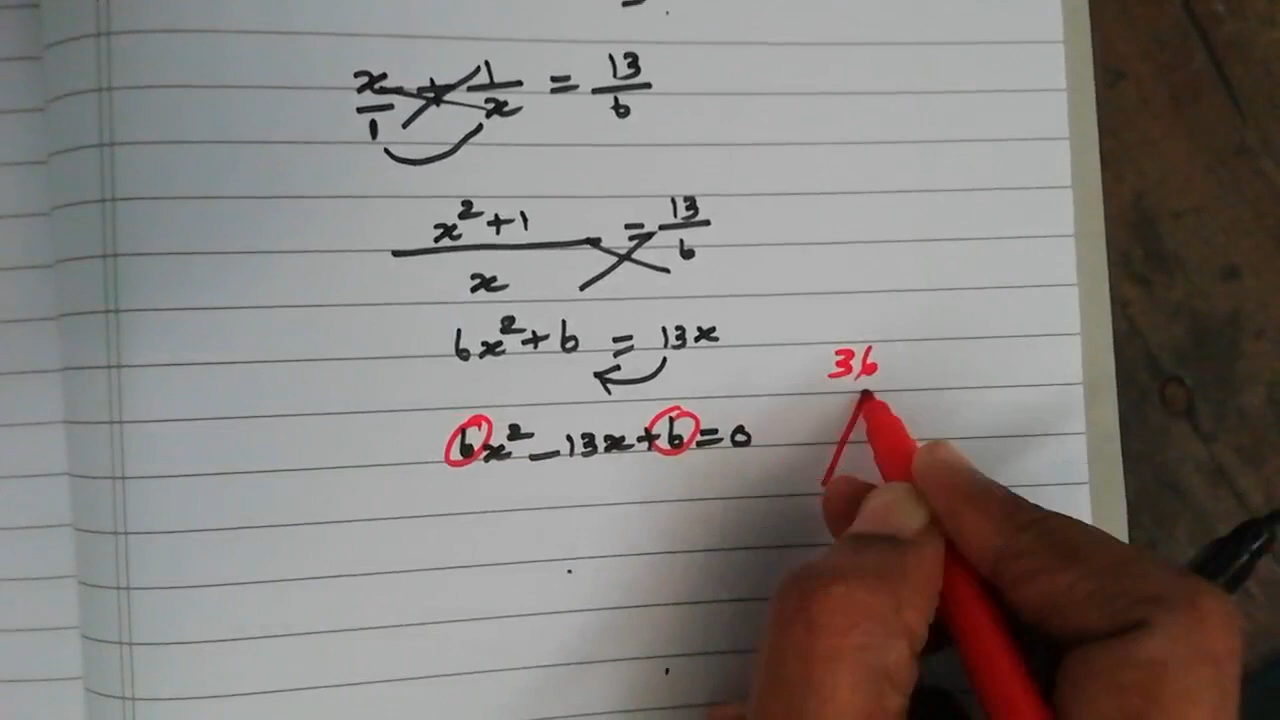 x/1 + 1/x = 13/6
x²+1/x = 13/6
6x²+6 = 13x
36
6x²-13x+6=0